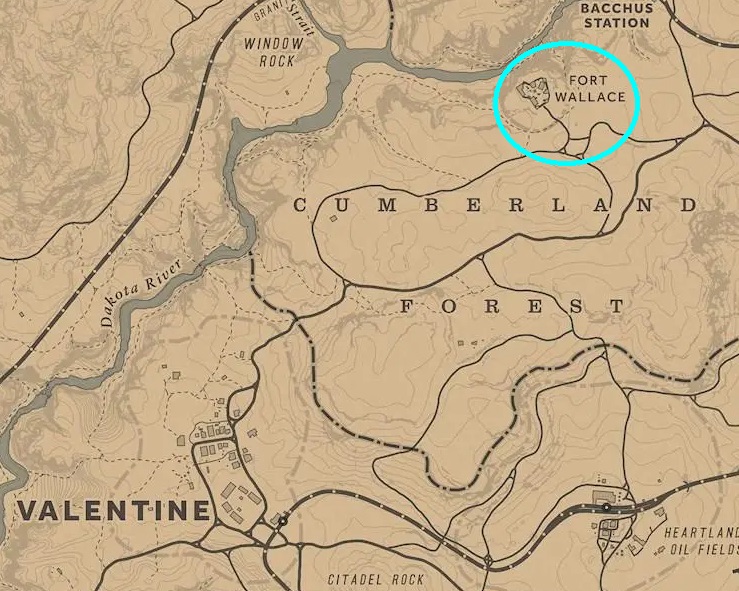 BACCHUS
STATION
GRANITE
Strait
WINDOW
ROCK
FORT
WALLACE
CUMBERLAND
FOREST
Dakota River
VALENTINE
HEARTLAND
OIL FIELDS
CITADEL ROCK